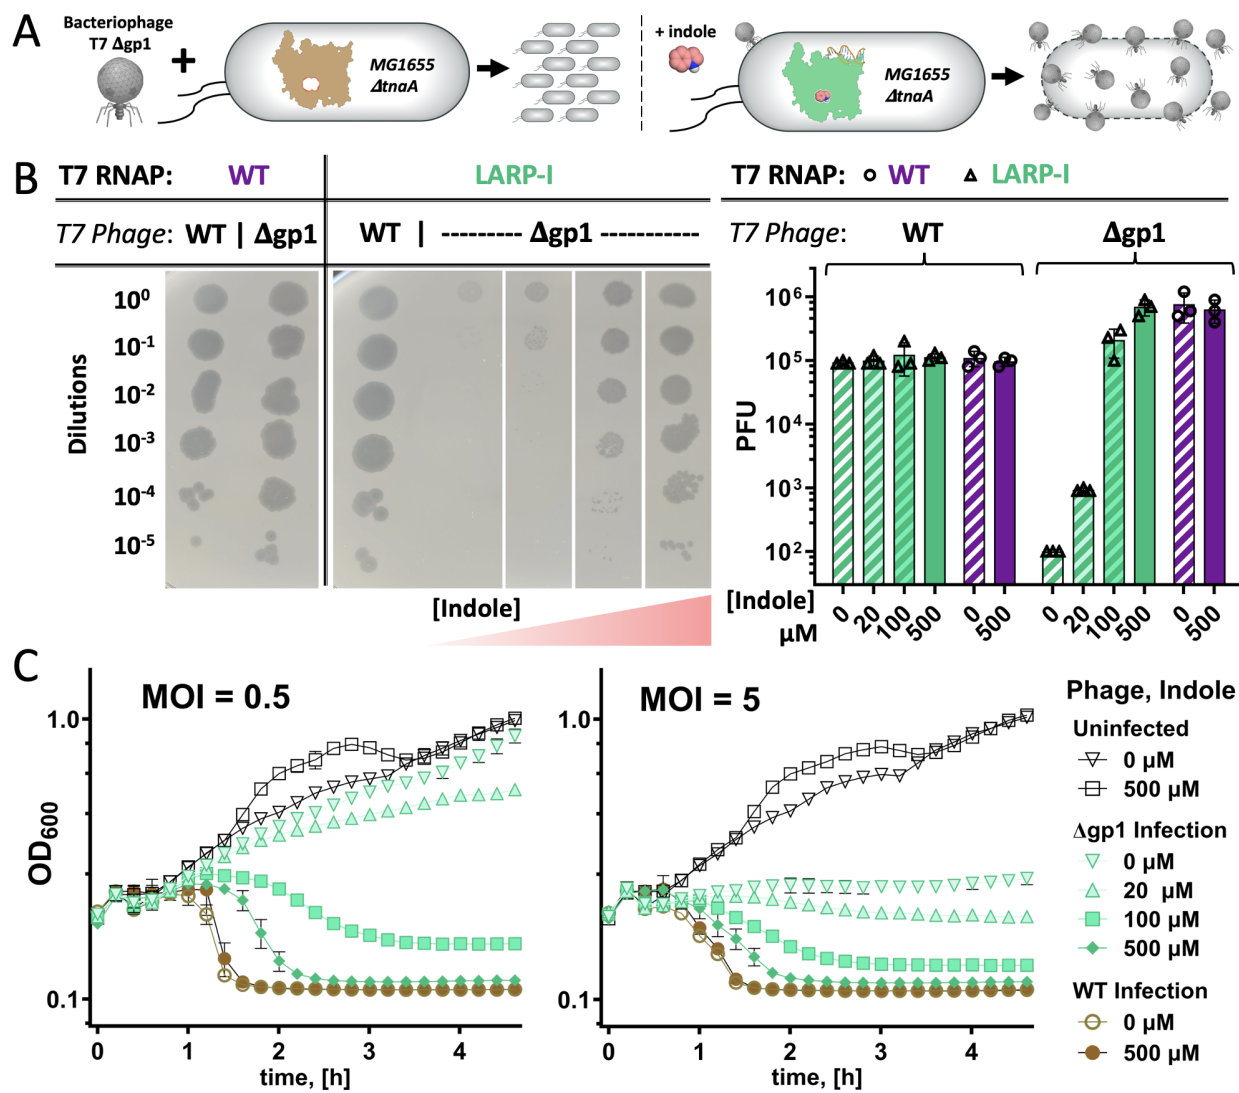 A
Bacteriophage
T7 Δgp1
+
MG1655
ΔtnaA
+ indole
MG1655
ΔtnaA
B
T7 RNAP: WT LARP-I
T7 Phage: WT | Δgp1 WT | --------- Δgp1 -----------
Dilutions
10⁰
10⁻¹
10⁻²
10⁻³
10⁻⁴
10⁻⁵
[Indole]
T7 RNAP: WT LARP-I
T7 Phage: WT Δgp1
PFU
10⁶
10⁵
10⁴
10³
10²
[Indole]
µM
0 20 100 500 0 500 0 20 100 500 0 500
C
MOI = 0.5
OD₆₀₀
1.0
0.1
0 1 2 3 4
time, [h]
MOI = 5
1.0
0.1
0 1 2 3 4
time, [h]
Phage, Indole
Uninfected
0 µM
500 µM
Δgp1 Infection
0 µM
20 µM
100 µM
500 µM
WT Infection
0 µM
500 µM